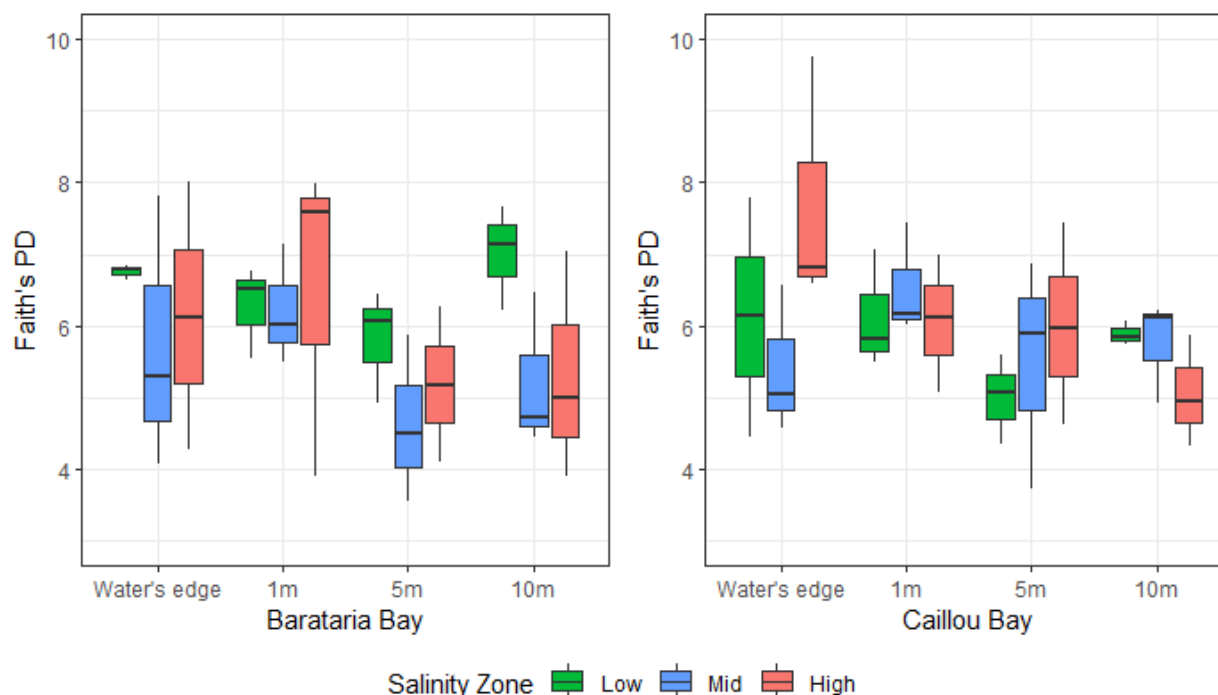 Faith's PD
10
8
6
4
Water's edge 1m 5m 10m
Barataria Bay
Faith's PD
10
8
6
4
Water's edge 1m 5m 10m
Caillou Bay
Salinity Zone Low Mid High